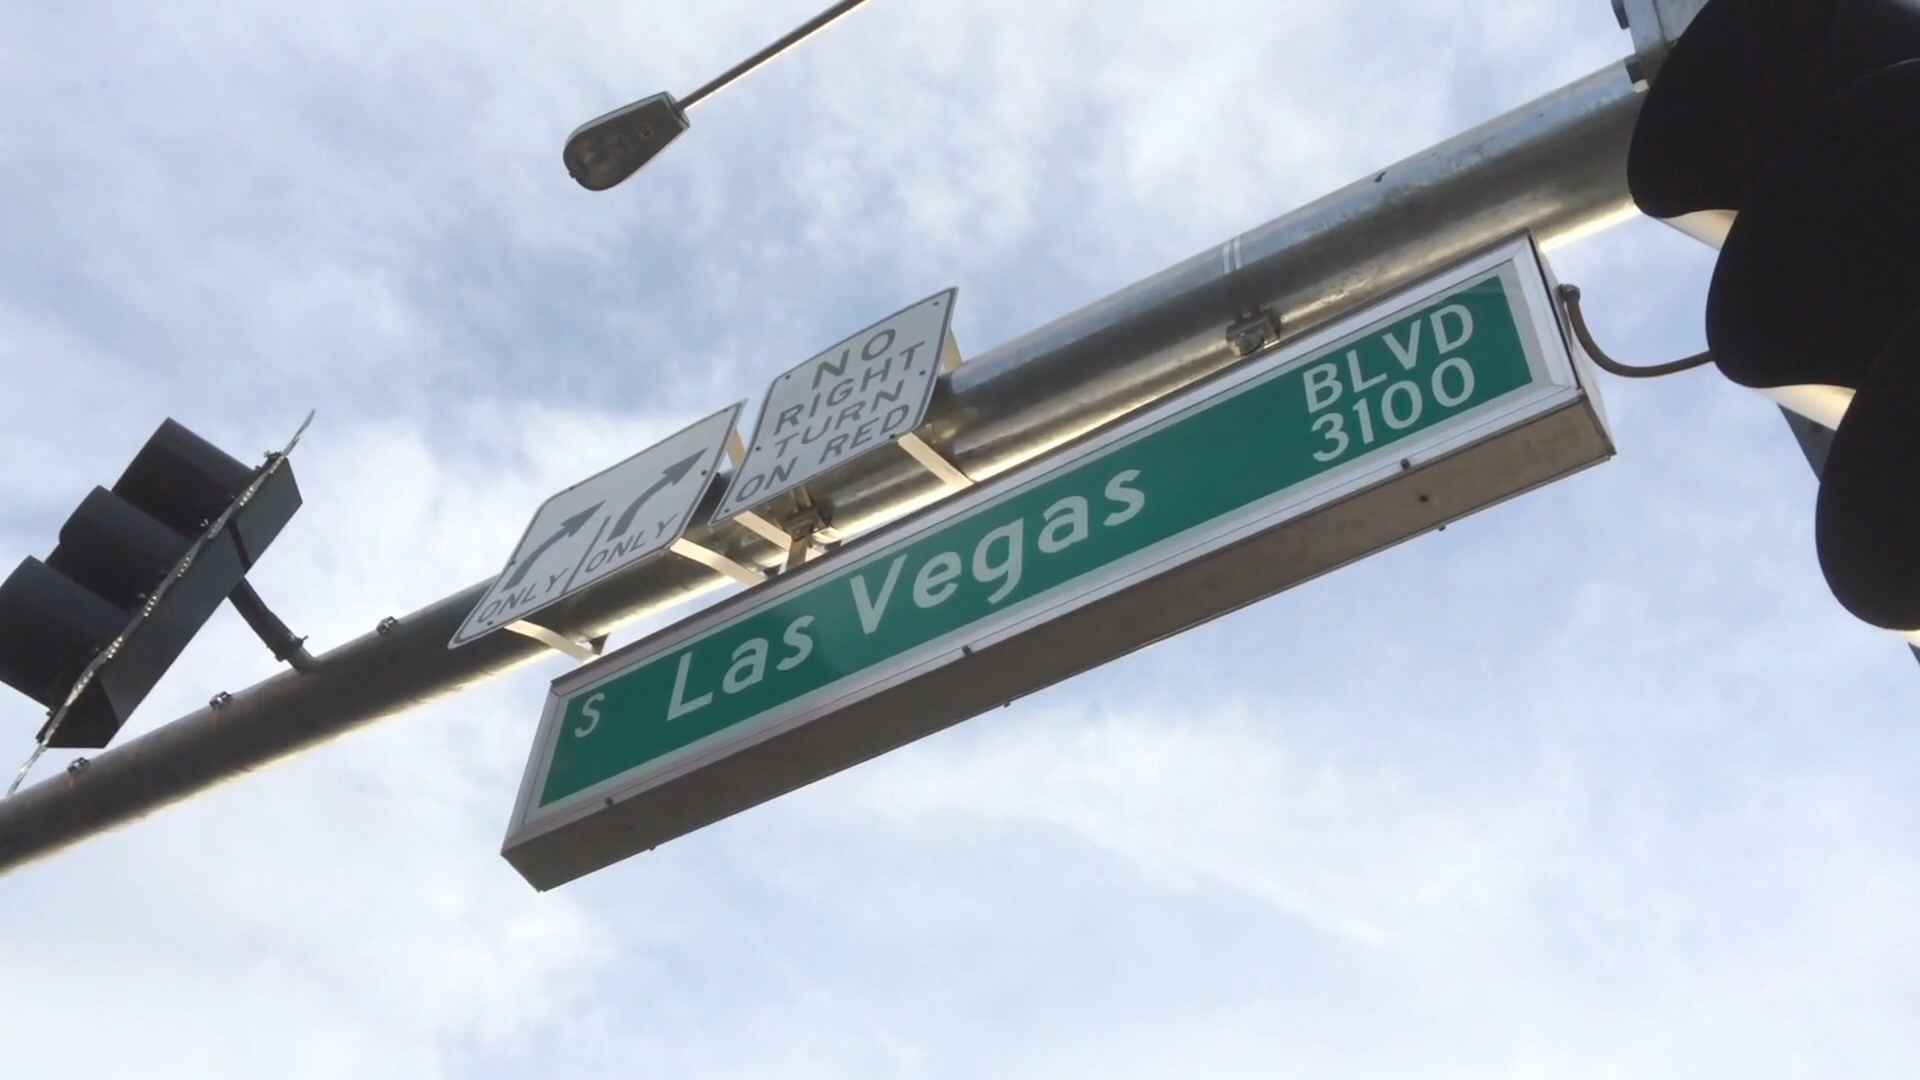 NO
RIGHT
TURN
ON RED
ONLY ONLY
S Las Vegas BLVD
3100